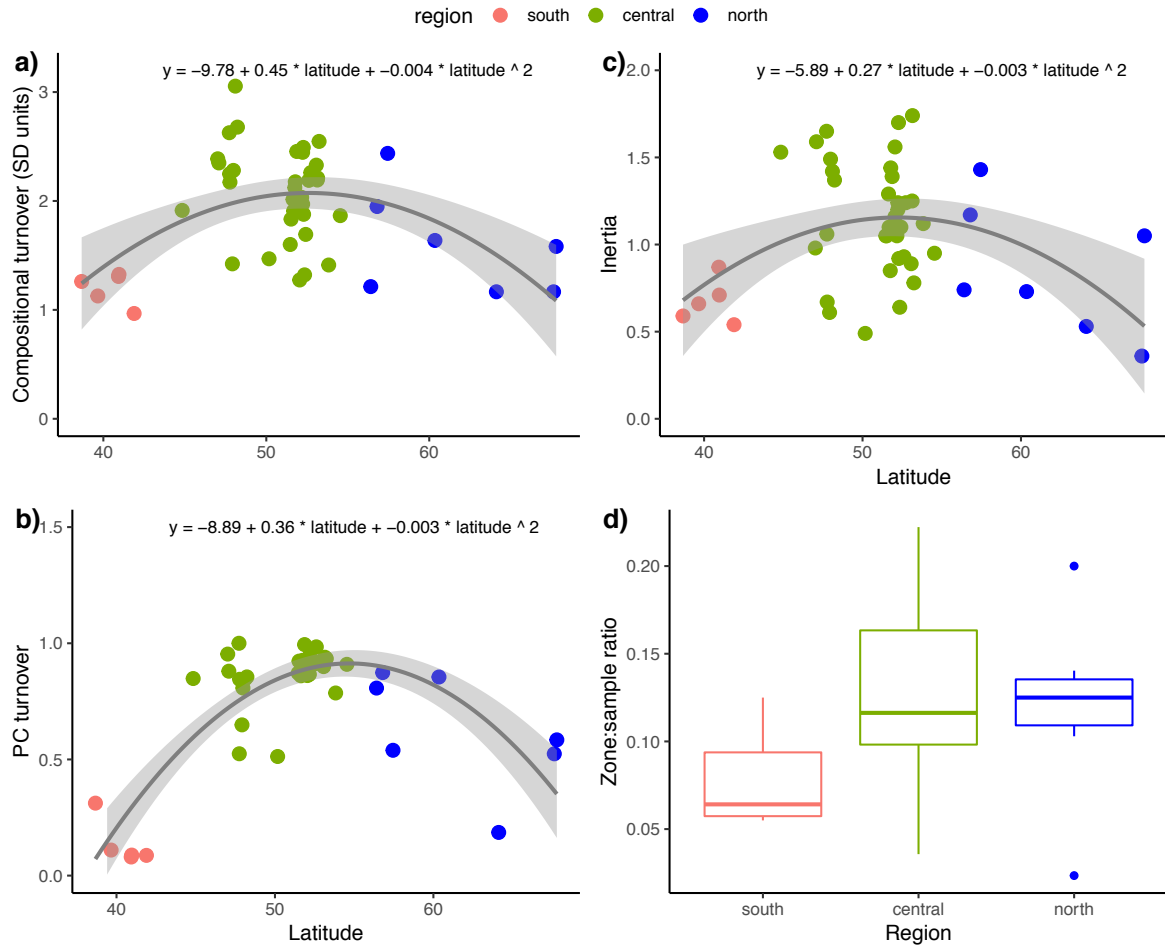 region south central north
a)
y = −9.78 + 0.45 * latitude + −0.004 * latitude ^ 2
Compositional turnover (SD units)
3
2
1
0
40 50 60
c)
y = −5.89 + 0.27 * latitude + −0.003 * latitude ^ 2
Inertia
2.0
1.5
1.0
0.5
0.0
40 50 60
Latitude
b)
y = −8.89 + 0.36 * latitude + −0.003 * latitude ^ 2
PC turnover
1.5
1.0
0.5
0.0
40 50 60
Latitude
d)
Zone:sample ratio
0.20
0.15
0.10
0.05
south central north
Region